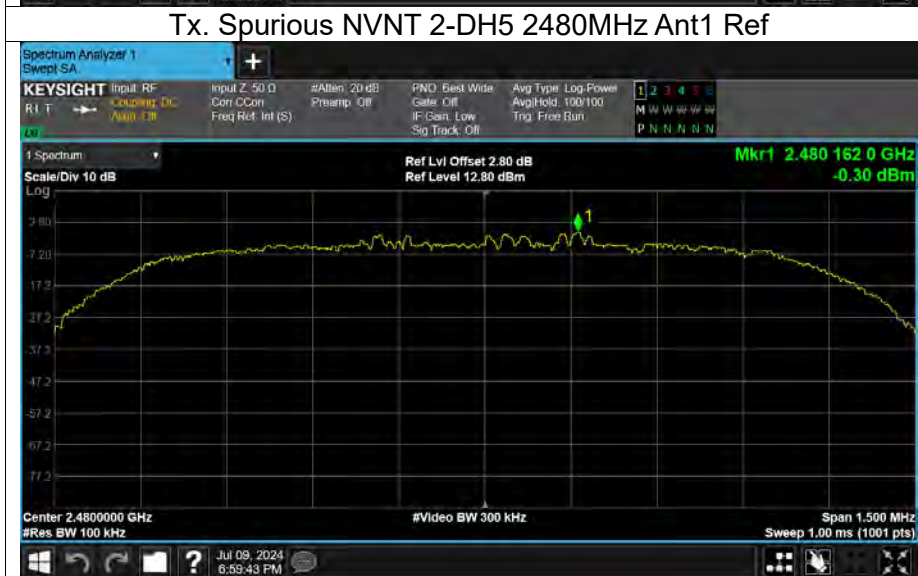 Tx. Spurious NVNT 2-DH5 2480MHz Ant1 Ref
Spectrum Analyzer 1
Swept SA
+
KEYSIGHT Input: RF
R L T
Coupling: DC
Align: Off
Input Z: 50 Ω
Corr CCorr
Freq Ref: Int (S)
#Atten: 20 dB
Preamp: Off
PNO: Best Wide
Gate: Off
IF Gain: Low
Sig Track: Off
Avg Type: Log-Power
Avg|Hold: 100/100
Trig: Free Run
1 2 3 4 5 6
M W W W W W
P N N N N N
1 Spectrum
Scale/Div 10 dB
Log
Ref Lvl Offset 2.80 dB
Ref Level 12.80 dBm
Mkr1 2.480 162 0 GHz
-0.30 dBm
1
2.80
-7.20
-17.2
-27.2
-37.2
-47.2
-57.2
-67.2
-77.2
Center 2.4800000 GHz
#Res BW 100 kHz
#Video BW 300 kHz
Span 1.500 MHz
Sweep 1.00 ms (1001 pts)
?
Jul 09, 2024
6:59:43 PM